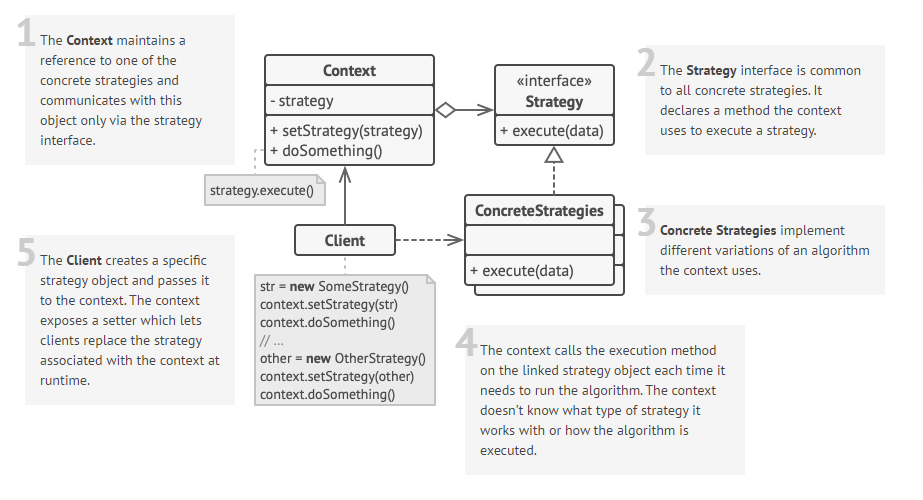 1
The Context maintains a
reference to one of the
concrete strategies and
communicates with this
object only via the strategy
interface.
Context
- strategy
+ setStrategy(strategy)
+ doSomething()
strategy.execute()
«interface»
Strategy
+ execute(data)
2
The Strategy interface is common
to all concrete strategies. It
declares a method the context
uses to execute a strategy.
ConcreteStrategies
+ execute(data)
3
Concrete Strategies implement
different variations of an algorithm
the context uses.
Client
str = new SomeStrategy()
context.setStrategy(str)
context.doSomething()
// ...
other = new OtherStrategy()
context.setStrategy(other)
context.doSomething()
4
The context calls the execution method
on the linked strategy object each time it
needs to run the algorithm. The context
doesn’t know what type of strategy it
works with or how the algorithm is
executed.
5
The Client creates a specific
strategy object and passes it
to the context. The context
exposes a setter which lets
clients replace the strategy
associated with the context at
runtime.